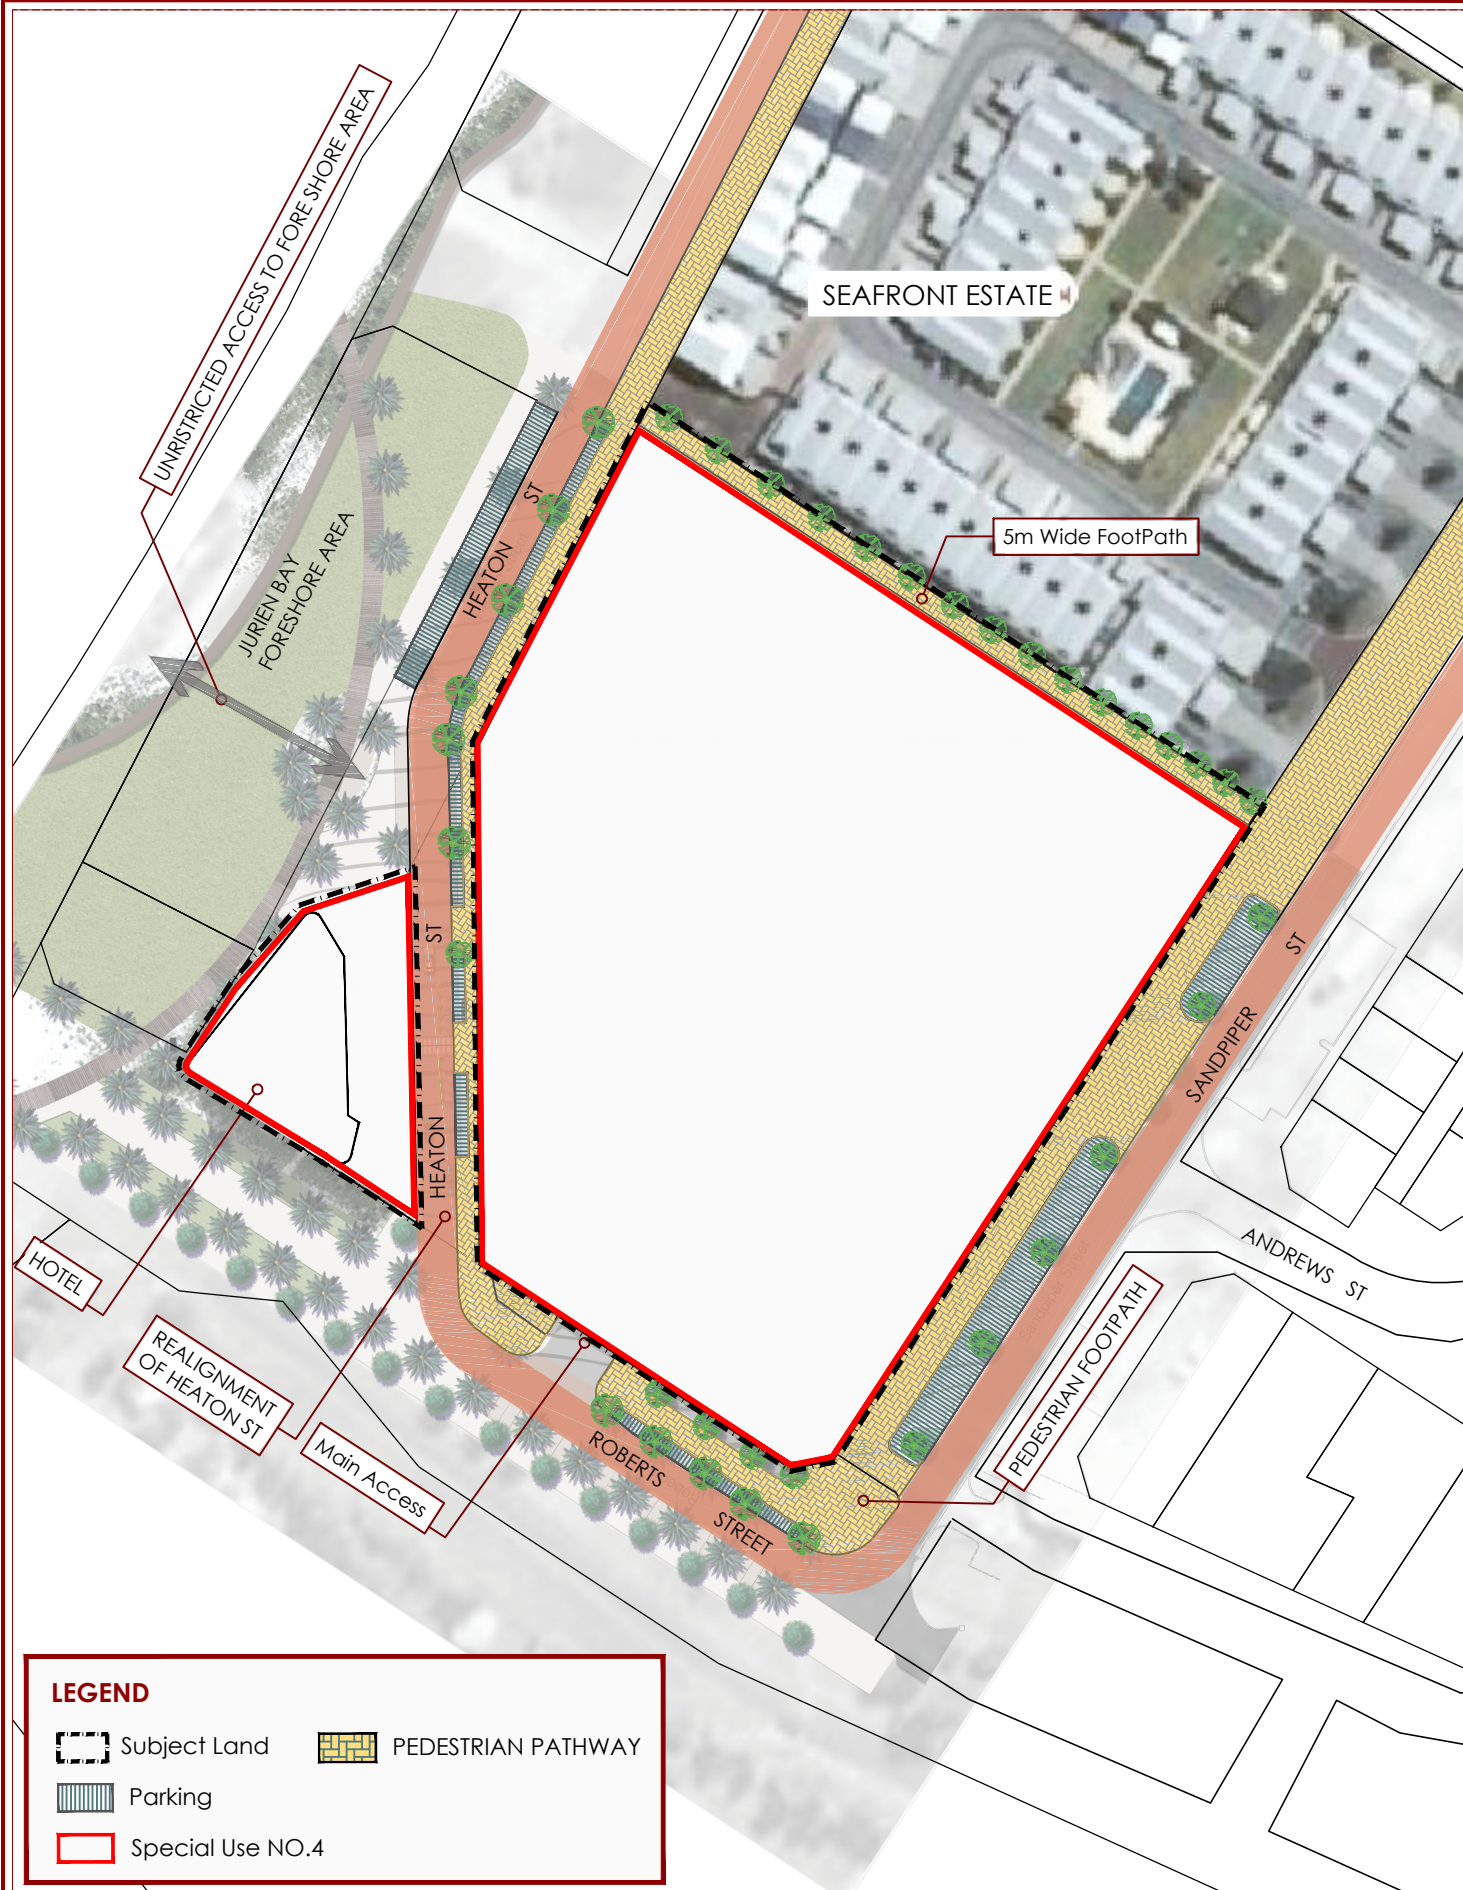 UNRISTRICTED ACCESS TO FORE SHORE AREA
SEAFRONT ESTATE
5m Wide FootPath
HEATON ST
JURIEN BAY
FORESHORE AREA
HEATON ST
SANDPIPER ST
ANDREWS ST
HOTEL
REALIGNMENT
OF HEATON ST
Main Access
PEDESTRIAN FOOTPATH
ROBERTS STREET
LEGEND
Subject Land
PEDESTRIAN PATHWAY
Parking
Special Use NO.4